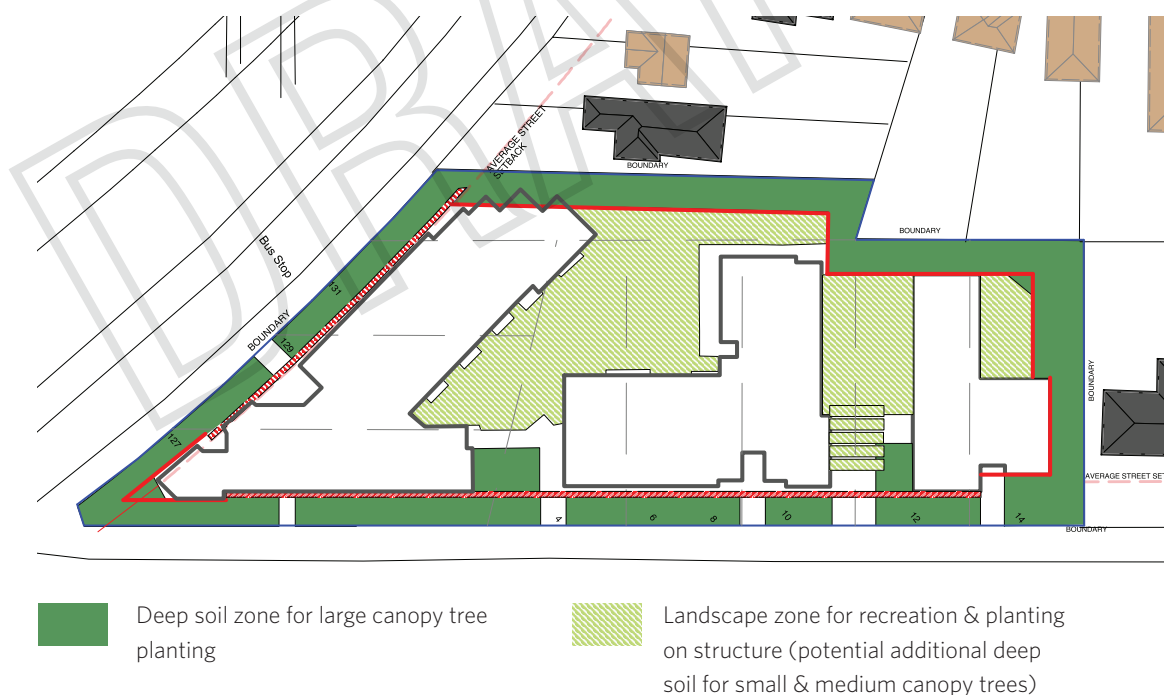 DRA
AVERAGE STREET
SETBACK
BOUNDARY
BOUNDARY
Bus Stop
131
BOUNDARY
129
BOUNDARY
127
AVERAGE STREET SET
4
6
8
10
12
14
BOUNDARY
Deep soil zone for large canopy tree
planting
Landscape zone for recreation & planting
on structure (potential additional deep
soil for small & medium canopy trees)